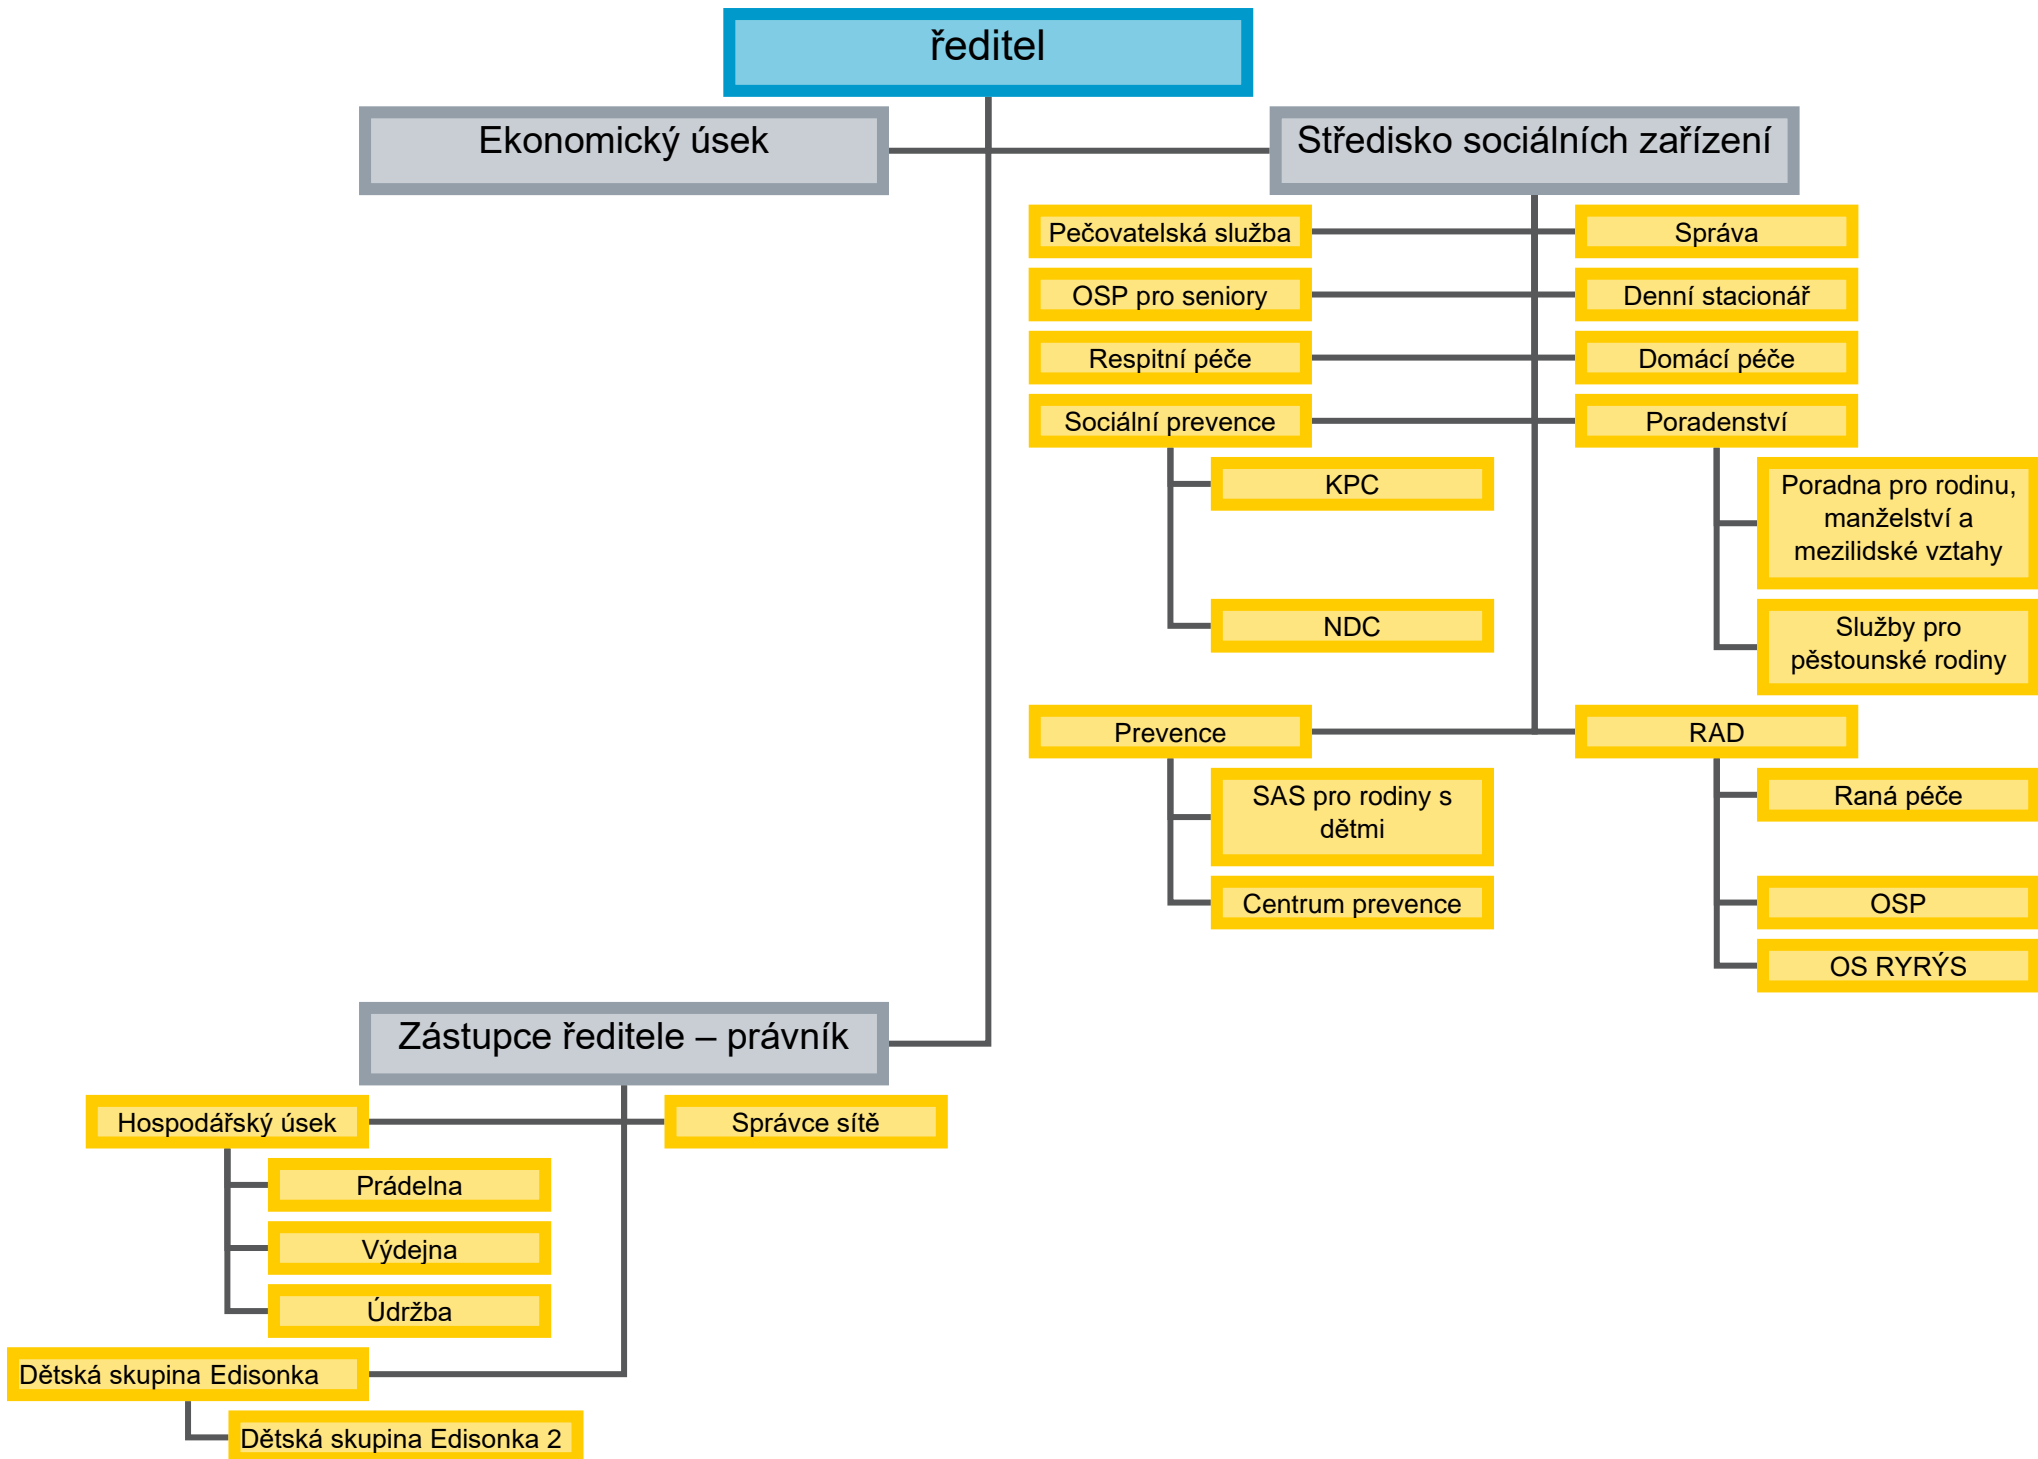 ředitel
Ekonomický úsek
Středisko sociálních zařízení
Pečovatelská služba
Správa
OSP pro seniory
Denní stacionář
Respitní péče
Domácí péče
Sociální prevence
Poradenství
KPC
Poradna pro rodinu,
manželství a
mezilidské vztahy
NDC
Služby pro
pěstounské rodiny
Prevence
RAD
SAS pro rodiny s
dětmi
Raná péče
Centrum prevence
OSP
OS RYRÝS
Zástupce ředitele – právník
Hospodářský úsek
Správce sítě
Prádelna
Výdejna
Údržba
Dětská skupina Edisonka
Dětská skupina Edisonka 2